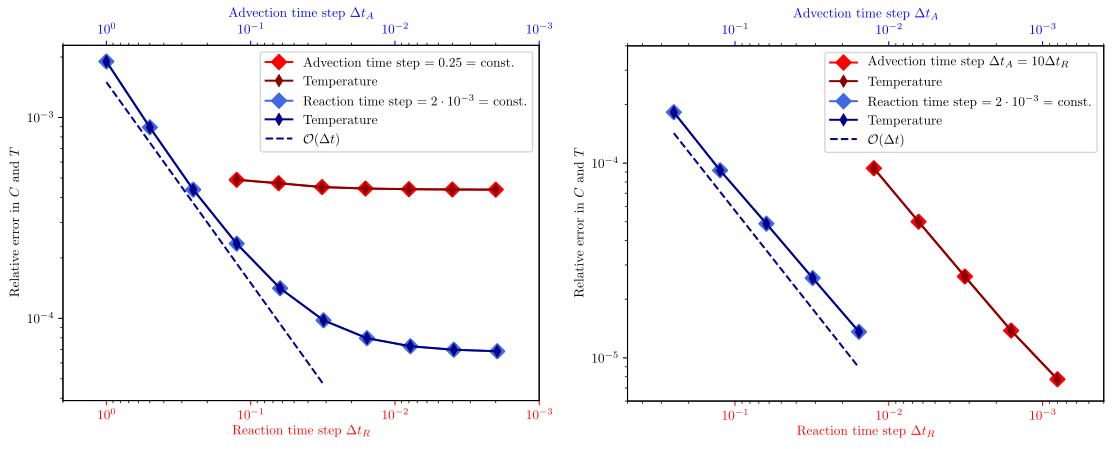 Advection time step Δt_A
10⁰ 10⁻¹ 10⁻² 10⁻³
Relative error in C and T
10⁻³
10⁻⁴
Advection time step = 0.25 = const.
Temperature
Reaction time step = 2 · 10⁻³ = const.
Temperature
𝒪(Δt)
10⁰ 10⁻¹ 10⁻² 10⁻³
Reaction time step Δt_R
Advection time step Δt_A
10⁻¹ 10⁻² 10⁻³
Relative error in C and T
10⁻⁴
10⁻⁵
Advection time step Δt_A = 10Δt_R
Temperature
Reaction time step = 2 · 10⁻³ = const.
Temperature
𝒪(Δt)
10⁻¹ 10⁻² 10⁻³
Reaction time step Δt_R